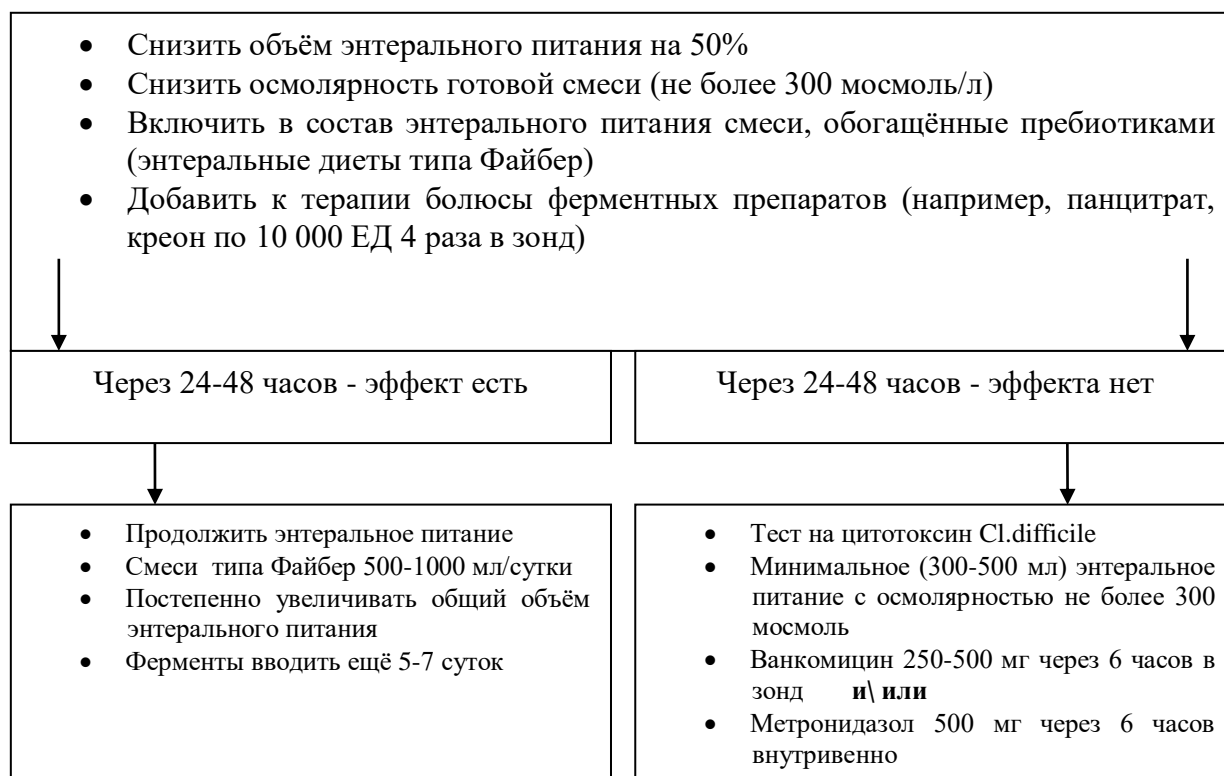 • Снизить объём энтерального питания на 50%
• Снизить осмолярность готовой смеси (не более 300 мосмоль/л)
• Включить в состав энтерального питания смеси, обогащённые пребиотиками
(энтеральные диеты типа Файбер)
• Добавить к терапии болюсы ферментных препаратов (например, панцитрат,
креон по 10 000 ЕД 4 раза в зонд)
Через 24-48 часов - эффект есть
Через 24-48 часов - эффекта нет
• Продолжить энтеральное питание
• Смеси типа Файбер 500-1000 мл/сутки
• Постепенно увеличивать общий объём
энтерального питания
• Ферменты вводить ещё 5-7 суток
• Тест на цитотоксин Cl.difficile
• Минимальное (300-500 мл) энтеральное
питание с осмолярностью не более 300
мосмоль
• Ванкомицин 250-500 мг через 6 часов в
зонд и\ или
• Метронидазол 500 мг через 6 часов
внутривенно